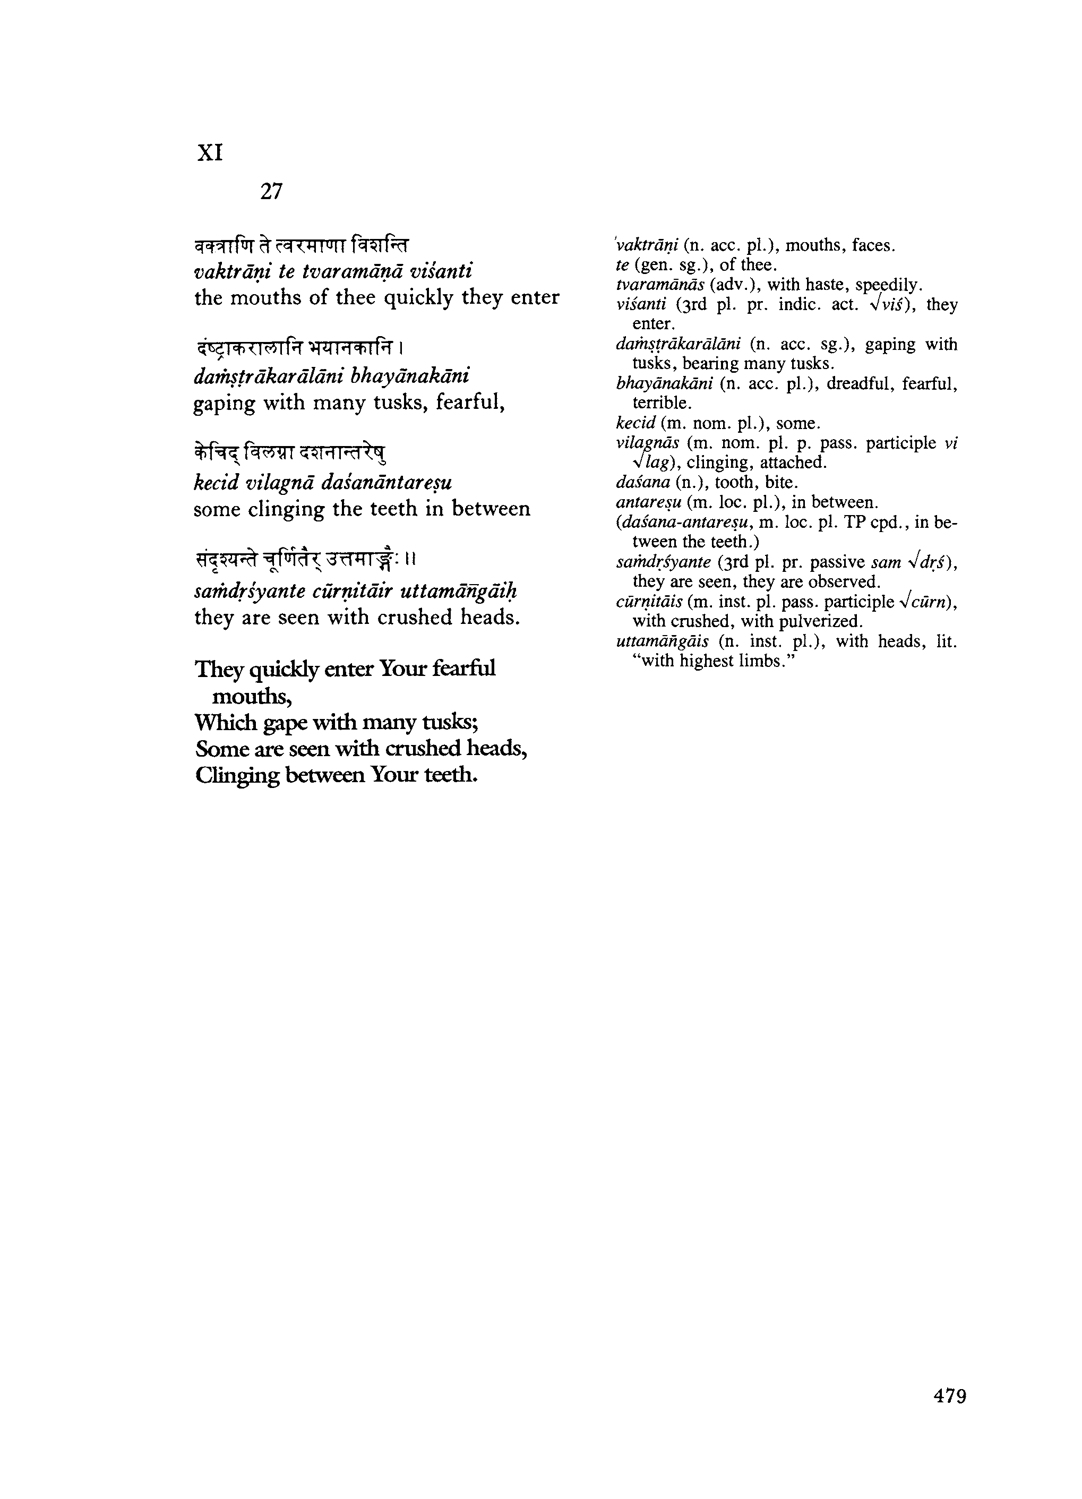 XI
27
वक्त्राणि ते त्वरमाणा विशन्ति
vaktrāṇi te tvaramāṇā viśanti
the mouths of thee quickly they enter
दंष्ट्राकरालानि भयानकानि ।
daṁṣṭrākarālāni bhayānakāni
gaping with many tusks, fearful,
केचिद् विलग्ना दशनान्तरेषु
kecid vilagnā daśanāntareṣu
some clinging the teeth in between
संदृश्यन्ते चूर्णितैर् उत्तमाङ्गैः ॥
saṁdṛśyante cūrṇitāir uttamān̄gāiḥ
they are seen with crushed heads.
They quickly enter Your fearful
mouths,
Which gape with many tusks;
Some are seen with crushed heads,
Clinging between Your teeth.
vaktrāṇi (n. acc. pl.), mouths, faces.
te (gen. sg.), of thee.
tvaramānās (adv.), with haste, speedily.
viśanti (3rd pl. pr. indic. act. √viś), they
enter.
daṁṣṭrākarālāni (n. acc. sg.), gaping with
tusks, bearing many tusks.
bhayānakāni (n. acc. pl.), dreadful, fearful,
terrible.
kecid (m. nom. pl.), some.
vilagnās (m. nom. pl. p. pass. participle vi
√lag), clinging, attached.
daśana (n.), tooth, bite.
antareṣu (m. loc. pl.), in between.
(daśana-antareṣu, m. loc. pl. TP cpd., in be-
tween the teeth.)
saṁdṛśyante (3rd pl. pr. passive sam √dṛś),
they are seen, they are observed.
cūrṇitāis (m. inst. pl. pass. participle √cūrn),
with crushed, with pulverized.
uttamān̄gāis (n. inst. pl.), with heads, lit.
“with highest limbs.”
479